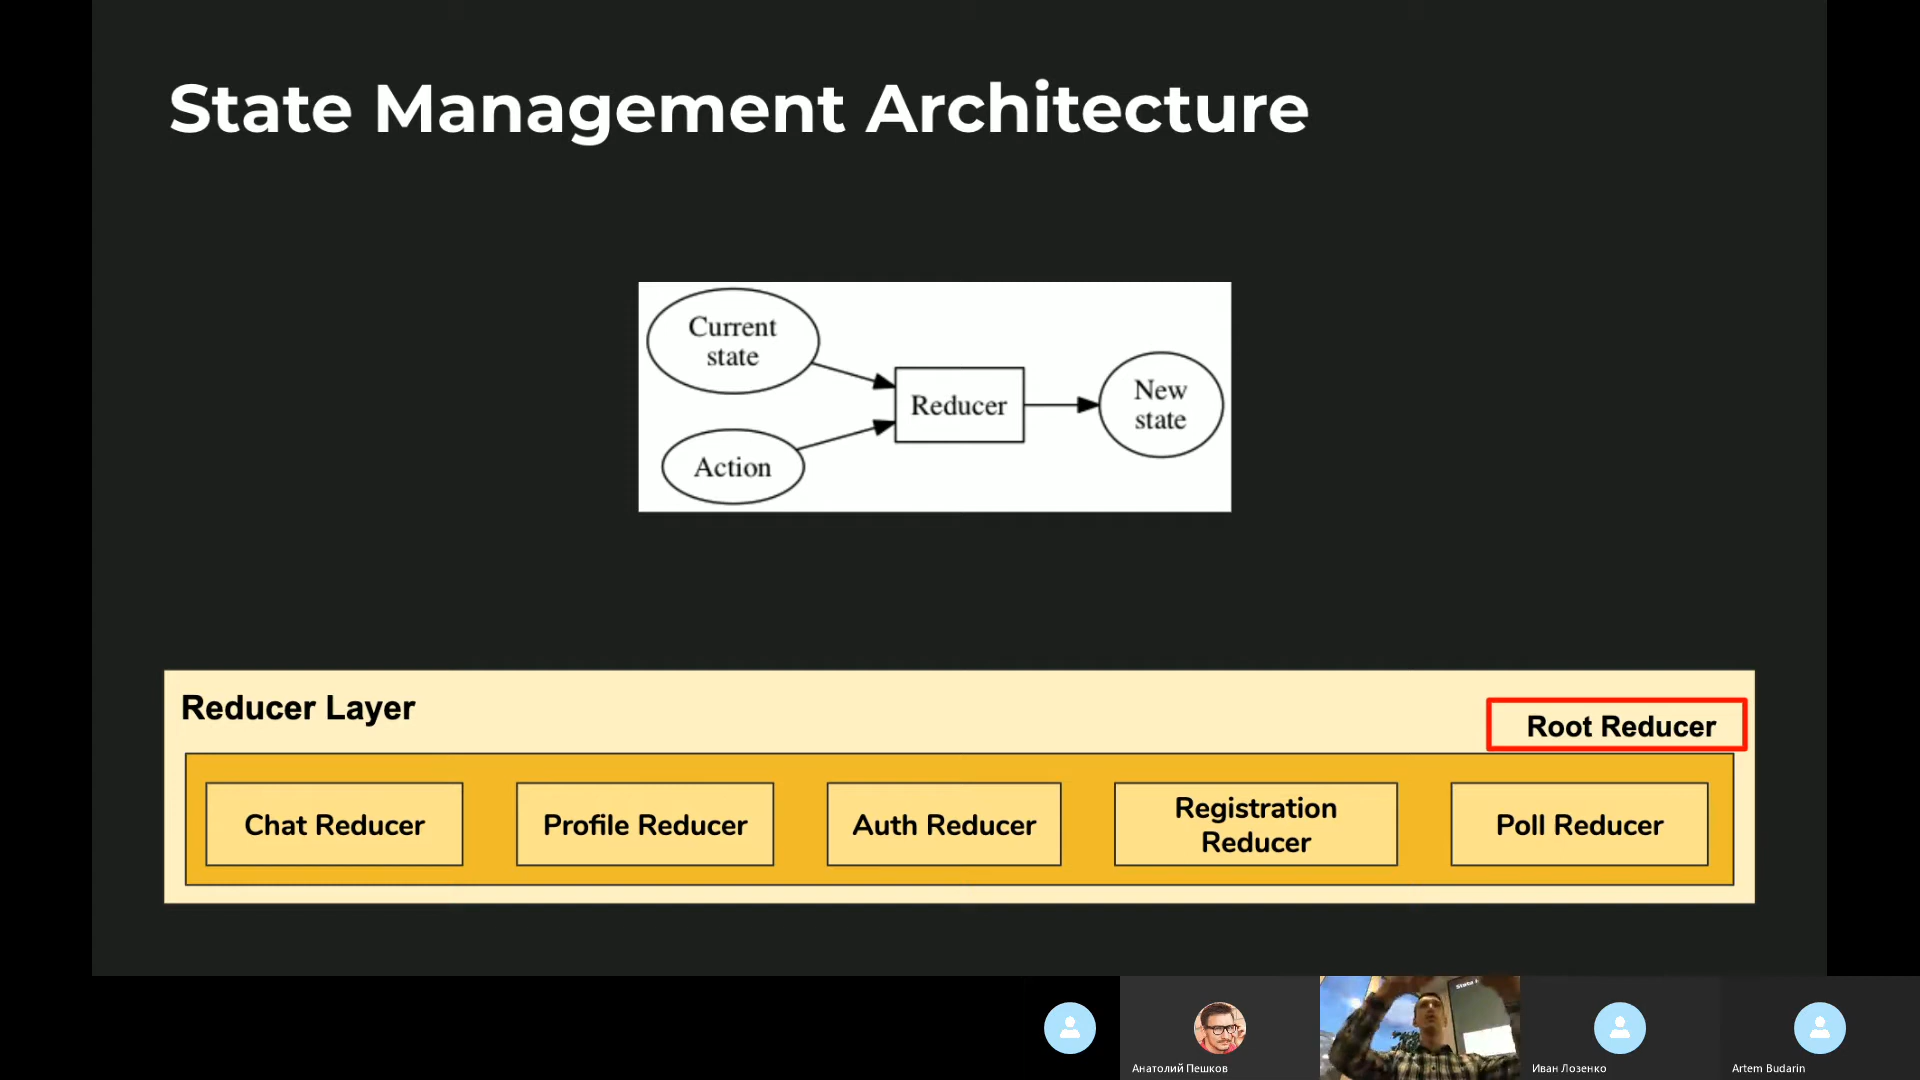 State Management Architecture
Current
state
Action
Reducer
New
state
Reducer Layer
Root Reducer
Chat Reducer
Profile Reducer
Auth Reducer
Registration
Reducer
Poll Reducer
Анатолий Пешков
Иван Лозенко
Artem Budarin